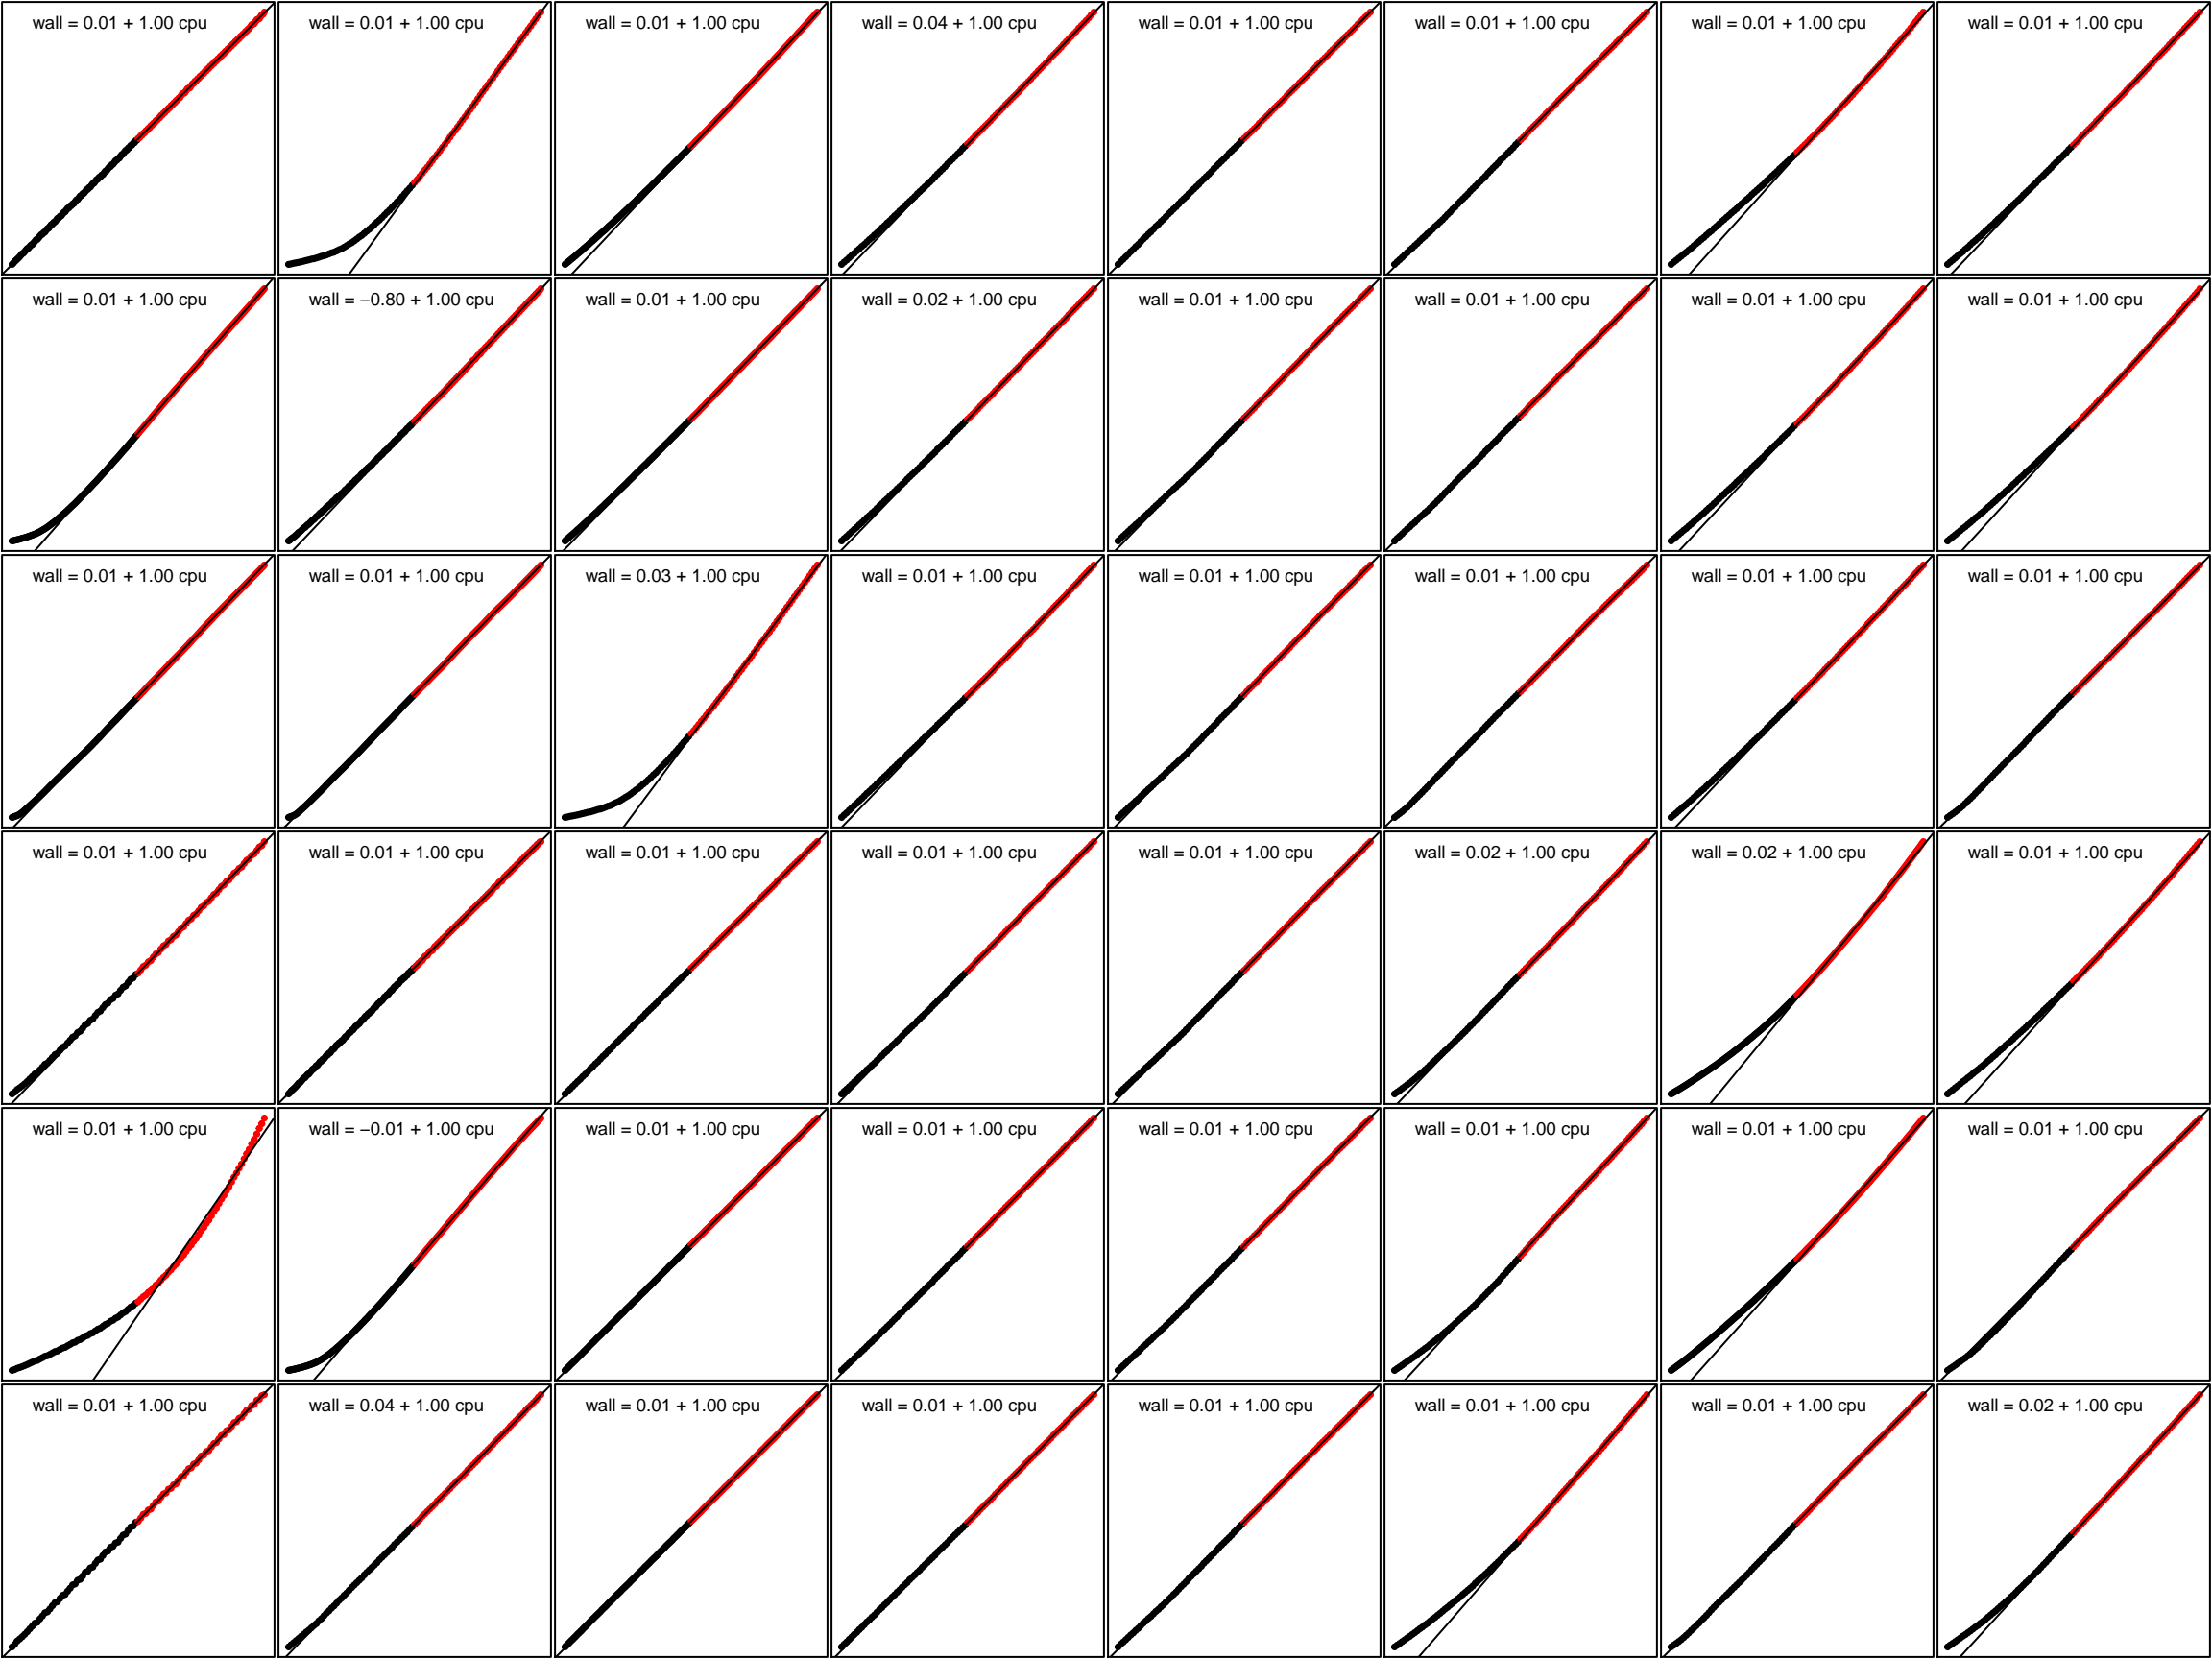 wall = 0.01 + 1.00 cpu
wall = 0.01 + 1.00 cpu
wall = 0.01 + 1.00 cpu
wall = 0.04 + 1.00 cpu
wall = 0.01 + 1.00 cpu
wall = 0.01 + 1.00 cpu
wall = 0.01 + 1.00 cpu
wall = 0.01 + 1.00 cpu
wall = 0.01 + 1.00 cpu
wall = −0.80 + 1.00 cpu
wall = 0.01 + 1.00 cpu
wall = 0.02 + 1.00 cpu
wall = 0.01 + 1.00 cpu
wall = 0.01 + 1.00 cpu
wall = 0.01 + 1.00 cpu
wall = 0.01 + 1.00 cpu
wall = 0.01 + 1.00 cpu
wall = 0.01 + 1.00 cpu
wall = 0.03 + 1.00 cpu
wall = 0.01 + 1.00 cpu
wall = 0.01 + 1.00 cpu
wall = 0.01 + 1.00 cpu
wall = 0.01 + 1.00 cpu
wall = 0.01 + 1.00 cpu
wall = 0.01 + 1.00 cpu
wall = 0.01 + 1.00 cpu
wall = 0.01 + 1.00 cpu
wall = 0.01 + 1.00 cpu
wall = 0.01 + 1.00 cpu
wall = 0.02 + 1.00 cpu
wall = 0.02 + 1.00 cpu
wall = 0.01 + 1.00 cpu
wall = 0.01 + 1.00 cpu
wall = −0.01 + 1.00 cpu
wall = 0.01 + 1.00 cpu
wall = 0.01 + 1.00 cpu
wall = 0.01 + 1.00 cpu
wall = 0.01 + 1.00 cpu
wall = 0.01 + 1.00 cpu
wall = 0.01 + 1.00 cpu
wall = 0.01 + 1.00 cpu
wall = 0.04 + 1.00 cpu
wall = 0.01 + 1.00 cpu
wall = 0.01 + 1.00 cpu
wall = 0.01 + 1.00 cpu
wall = 0.01 + 1.00 cpu
wall = 0.01 + 1.00 cpu
wall = 0.02 + 1.00 cpu